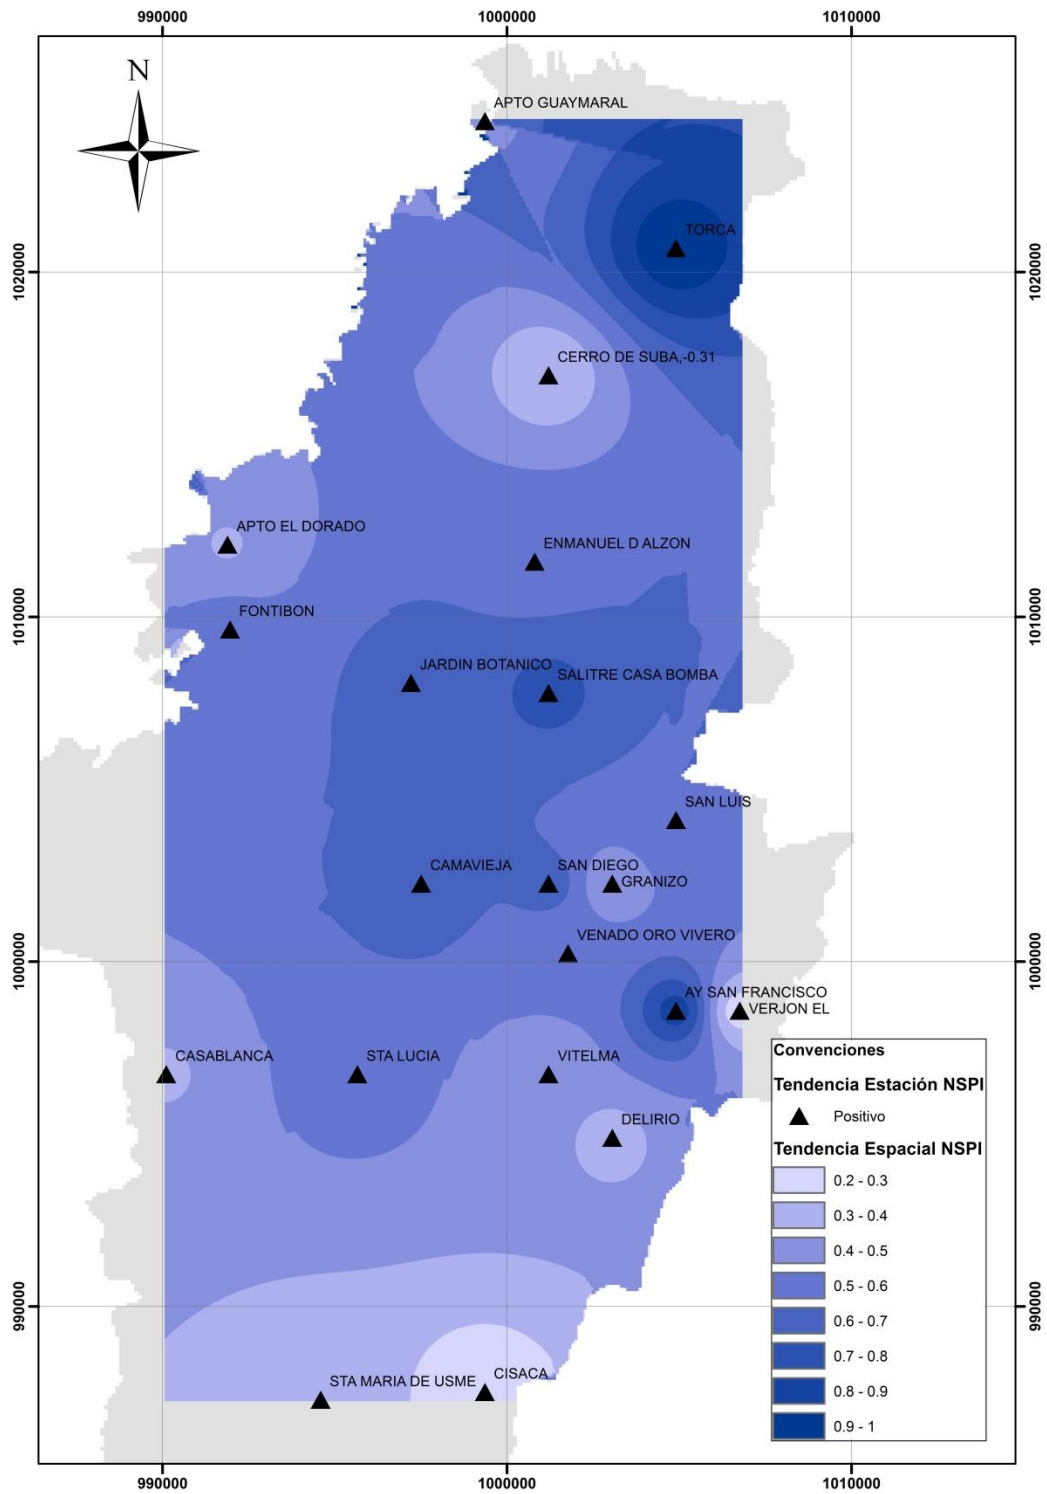 990000 1000000 1010000
N
APTO GUAYMARAL
TORCA
1020000 1020000
CERRO DE SUBA,-0.31
APTO EL DORADO
ENMANUEL D ALZON
FONTIBON
1010000 1010000
JARDIN BOTANICO
SALITRE CASA BOMBA
SAN LUIS
CAMAVIEJA
SAN DIEGO
GRANIZO
VENADO ORO VIVERO
1000000 1000000
AY SAN FRANCISCO
VERJON EL
CASABLANCA
STA LUCIA
VITELMA
DELIRIO
990000 990000
STA MARIA DE USME
CISACA
Convenciones
Tendencia Estación NSPI
Positivo
Tendencia Espacial NSPI
0.2 - 0.3
0.3 - 0.4
0.4 - 0.5
0.5 - 0.6
0.6 - 0.7
0.7 - 0.8
0.8 - 0.9
0.9 - 1
990000 1000000 1010000